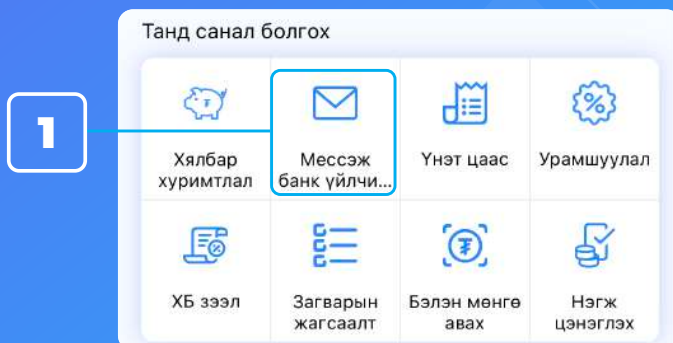 Танд санал болгох
1
Хялбар
хуримтлал
Мессэж
банк үйлчи...
Үнэт цаас
Урамшуулал
ХБ зээл
Загварын
жагсаалт
Бэлэн мөнгө
авах
Нэгж
цэнэглэх